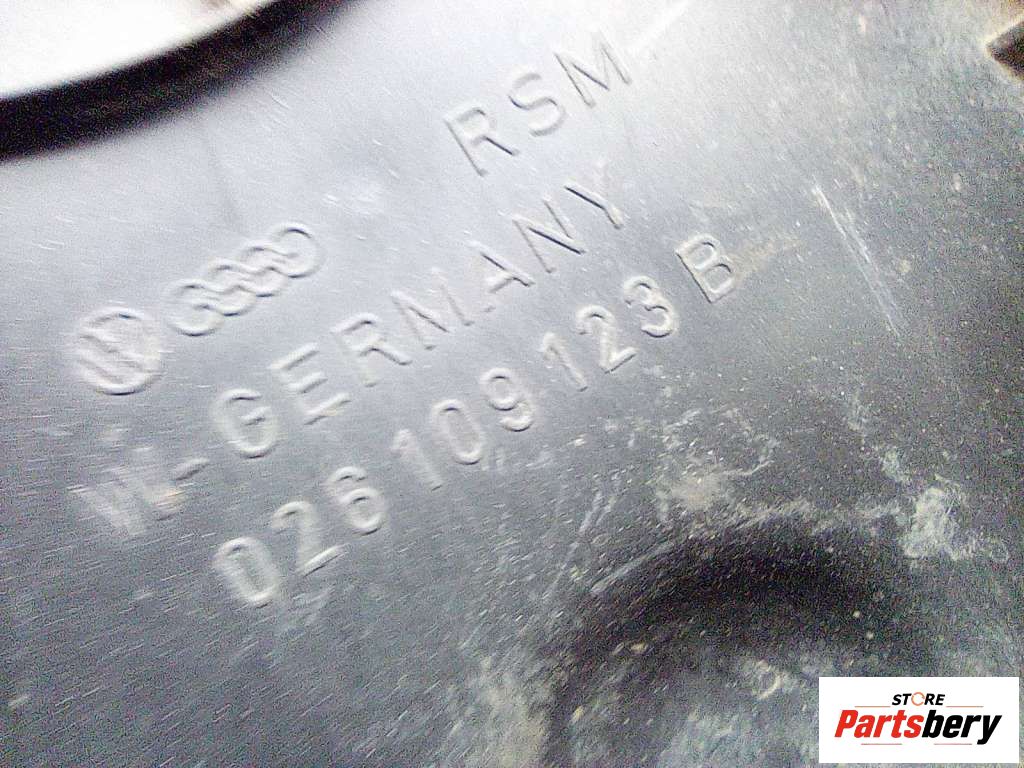 RSM
W.-GERMANY
026 109 123 B
STORE
Partsbery